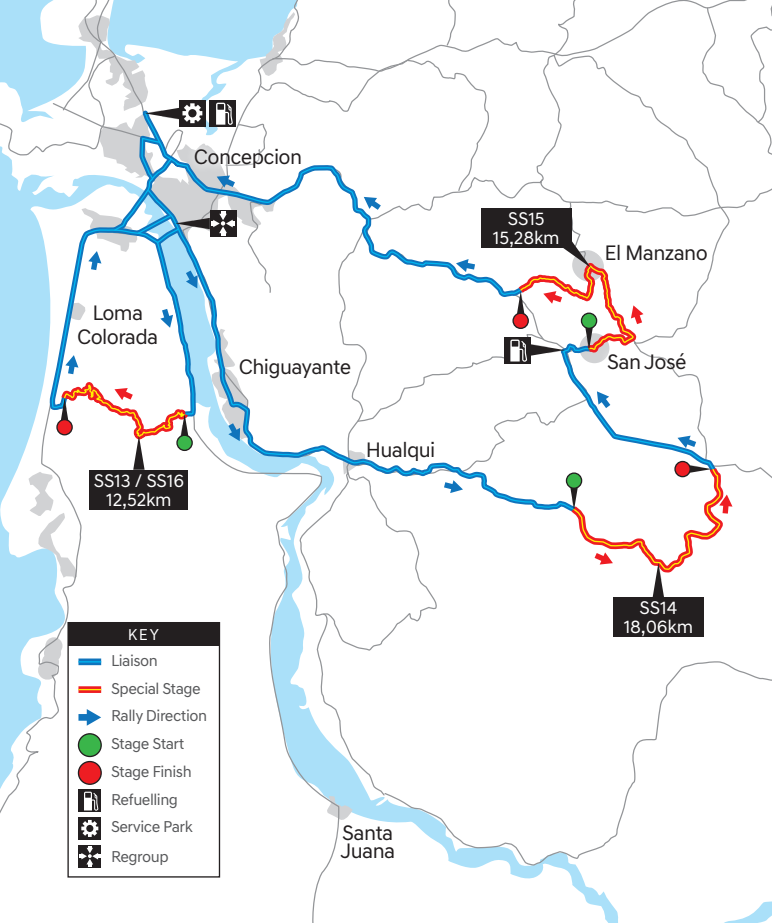 Concepcion
SS15
15,28km
El Manzano
Loma
Colorada
San José
Chiguayante
Hualqui
SS13 / SS16
12,52km
SS14
18,06km
KEY
Liaison
Special Stage
Rally Direction
Stage Start
Stage Finish
Refuelling
Service Park
Regroup
Santa
Juana